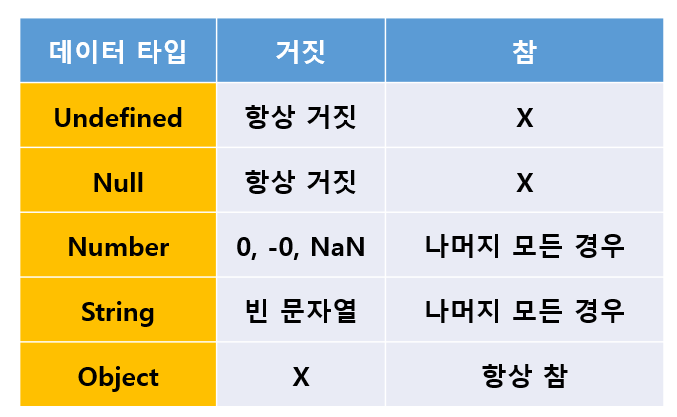 데이터 타입 거짓 참
Undefined 항상 거짓 X
Null 항상 거짓 X
Number 0, -0, NaN 나머지 모든 경우
String 빈 문자열 나머지 모든 경우
Object X 항상 참